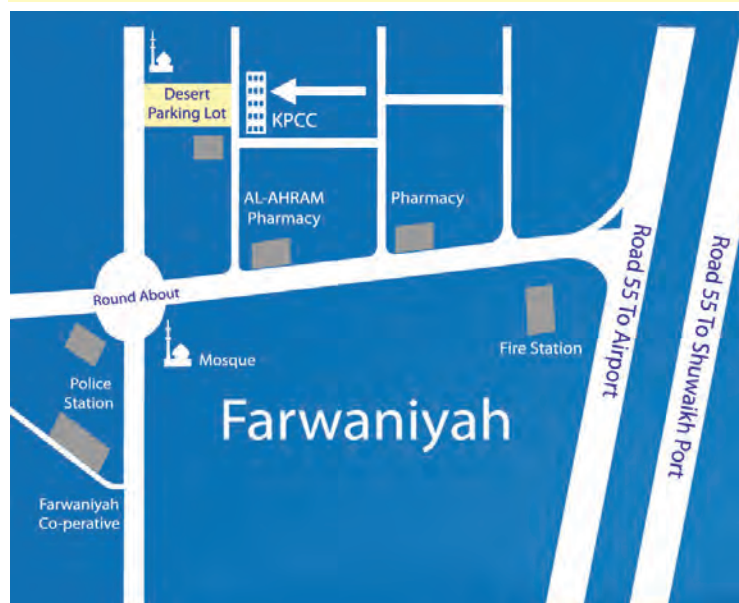 Desert
Parking Lot
KPCC
AL-AHRAM
Pharmacy
Pharmacy
Round About
Mosque
Fire Station
Road 55 To Airport
Road 55 To Shuwaikh Port
Police
Station
Farwaniyah
Farwaniyah
Co-perative